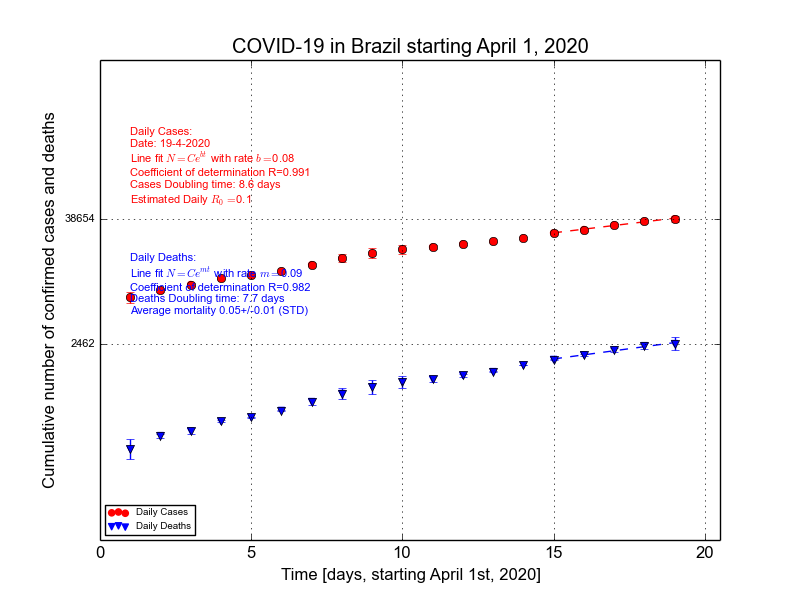 COVID-19 in Brazil starting April 1, 2020
Cumulative number of confirmed cases and deaths
Daily Cases:
Date: 19-4-2020
Line fit N=Ce^{bt} with rate b=0.08
Coefficient of determination R=0.991
Cases Doubling time: 8.6 days
Estimated Daily R_0=0.1
38654
Daily Deaths:
Line fit N=Ce^{mt} with rate m=0.09
Coefficient of determination R=0.982
Deaths Doubling time: 7.7 days
Average mortality 0.05+/-0.01 (STD)
2462
Daily Cases
Daily Deaths
0 5 10 15 20
Time [days, starting April 1st, 2020]